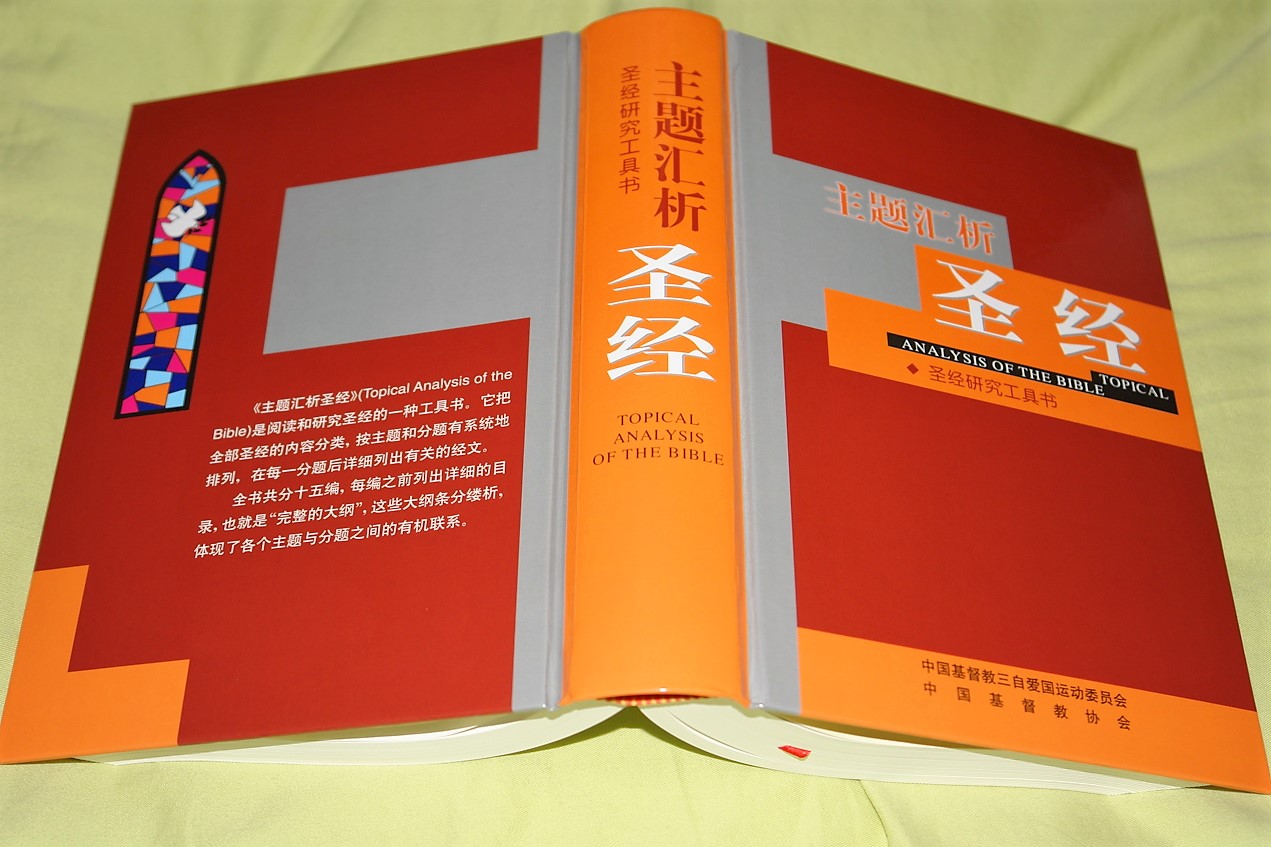 《主题汇析圣经》(Topical Analysis of the
Bible)是阅读和研究圣经的一种工具书。它把
全部圣经的内容分类，按主题和分题有系统地
排列，在每一分题后详细列出有关的经文。
全书共分十五编，每编之前列出详细的目
录，也就是“完整的大纲”，这些大纲条分缕析，
体现了各个主题与分题之间的有机联系。
主题汇析
圣经研究工具书
圣经
TOPICAL
ANALYSIS
OF THE BIBLE
主题汇析
圣经
TOPICAL
ANALYSIS OF THE BIBLE
◆ 圣经研究工具书
中国基督教三自爱国运动委员会
中国基督教协会